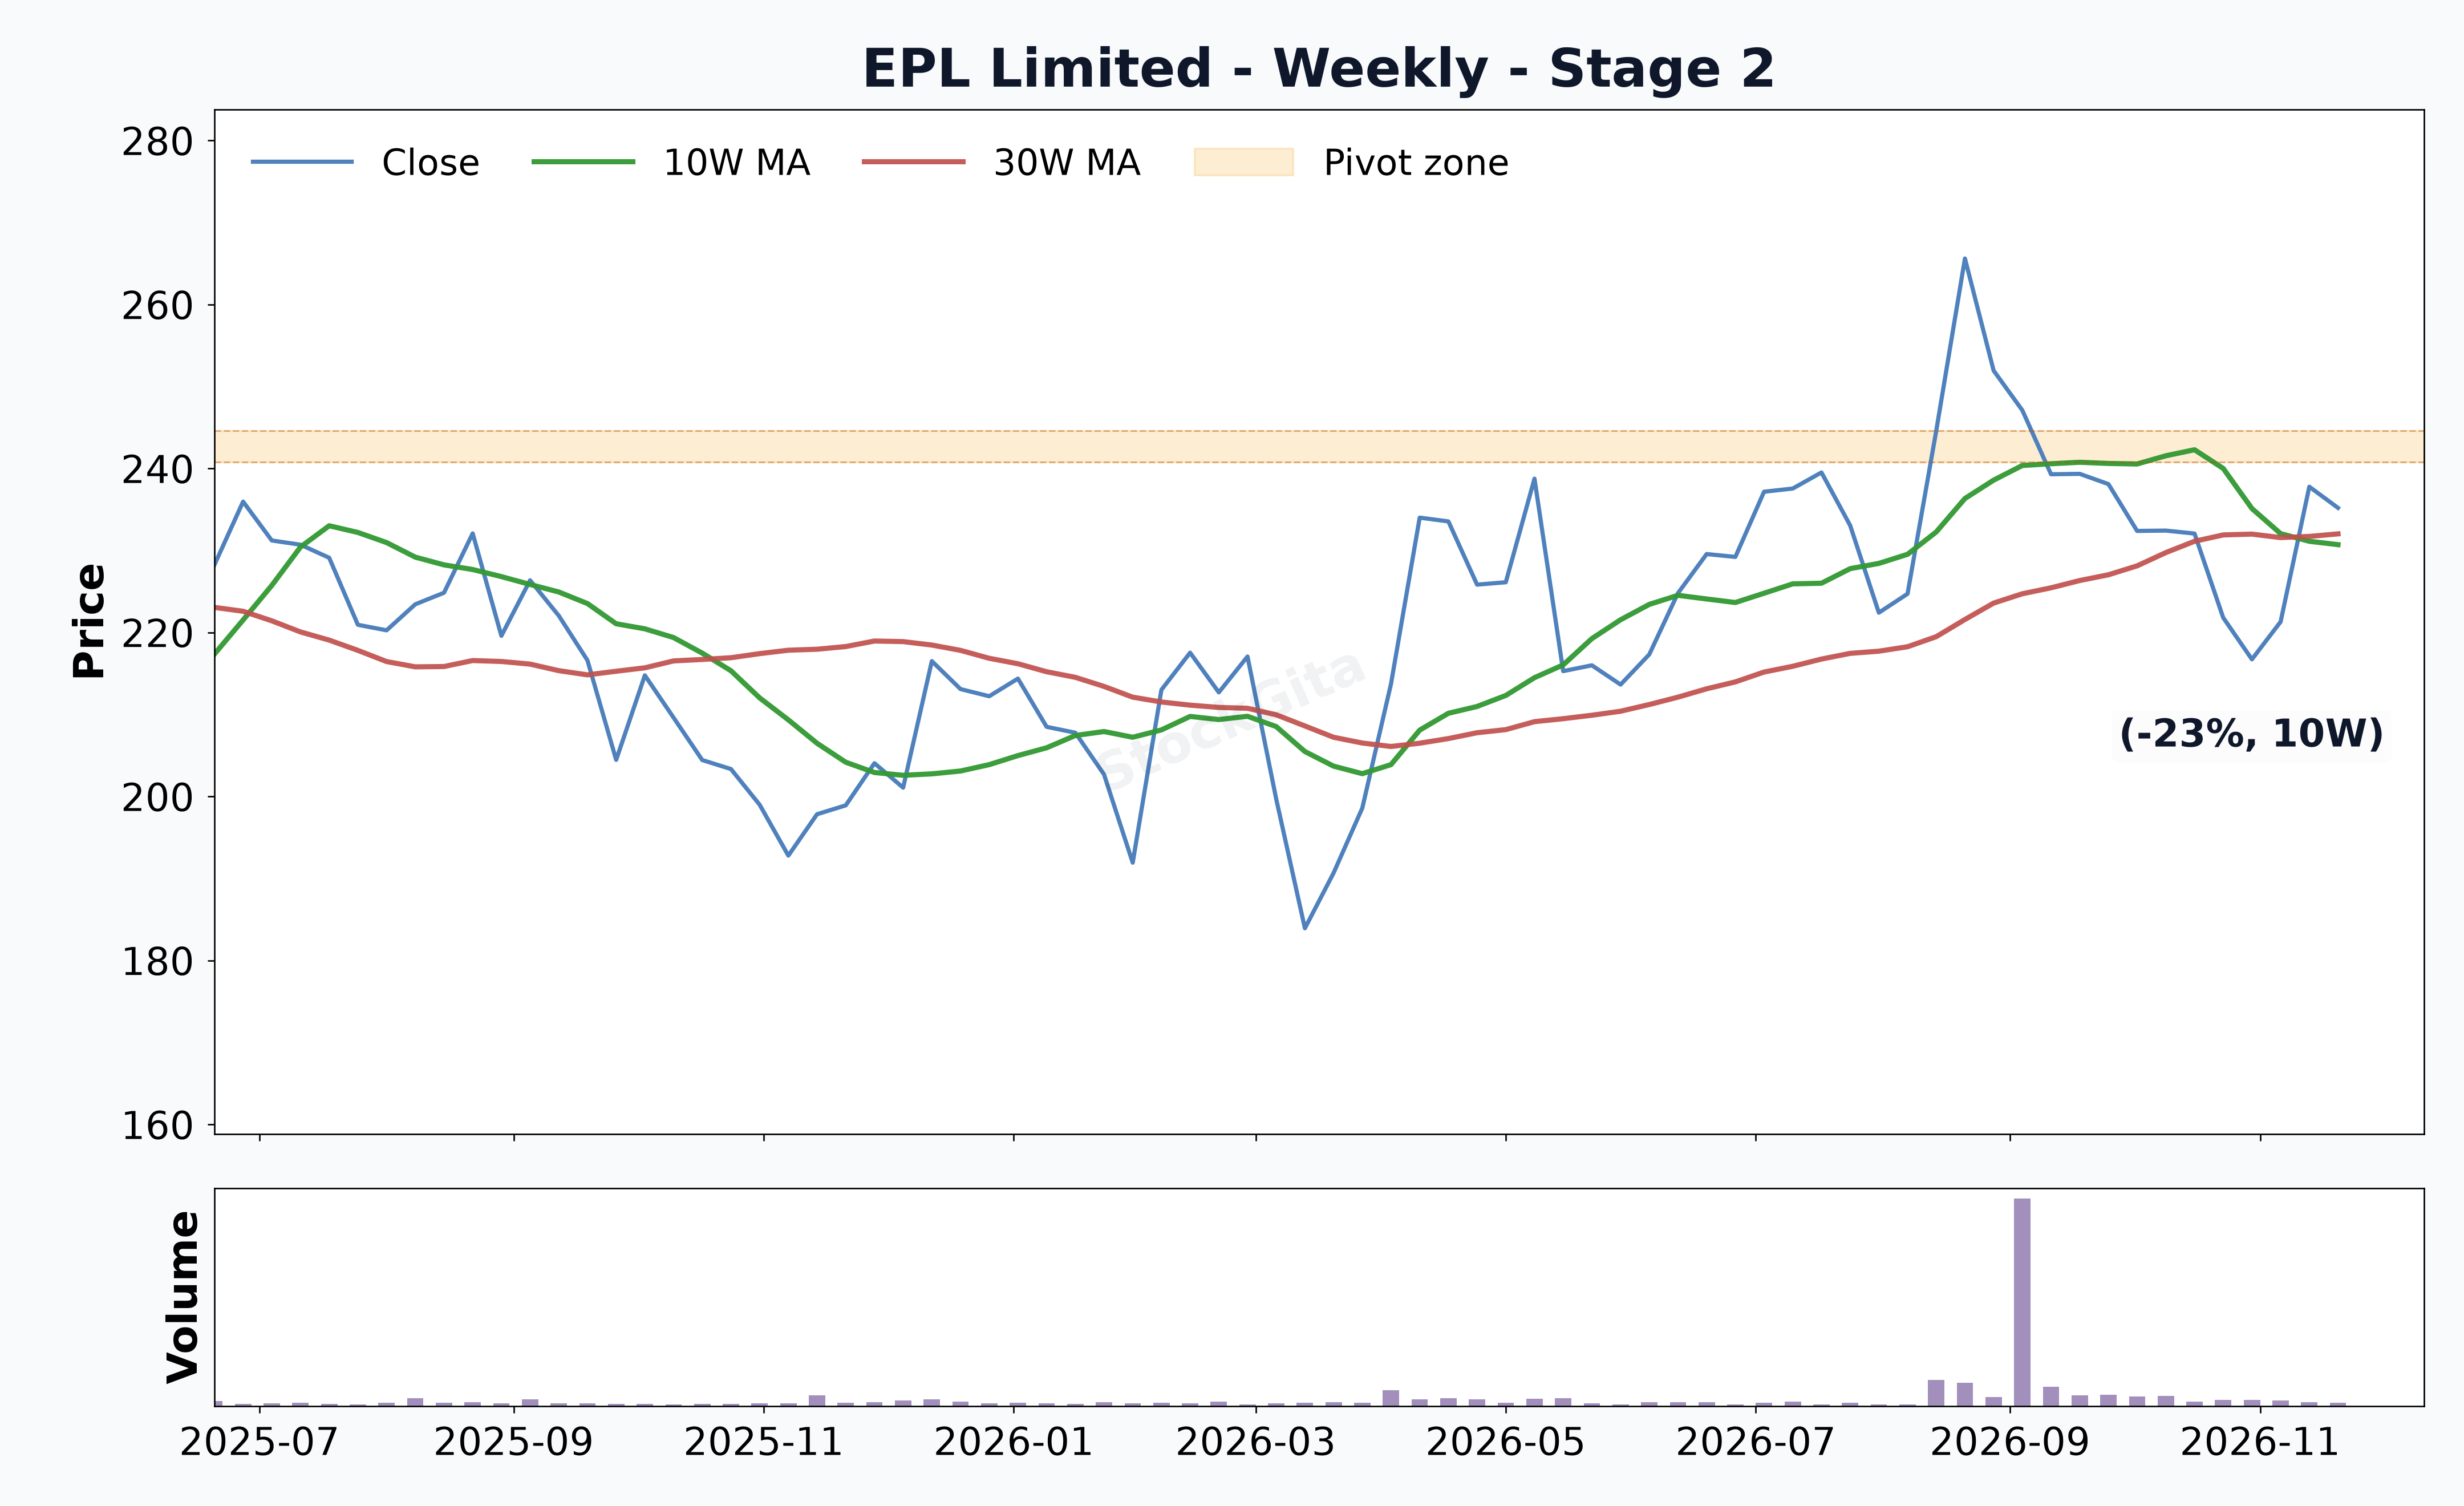 EPL Limited - Weekly - Stage 2
Close 10W MA 30W MA Pivot zone
280
260
240
220
200
180
160
Price
StockGita
(-23%, 10W)
Volume
2025-07 2025-09 2025-11 2026-01 2026-03 2026-05 2026-07 2026-09 2026-11